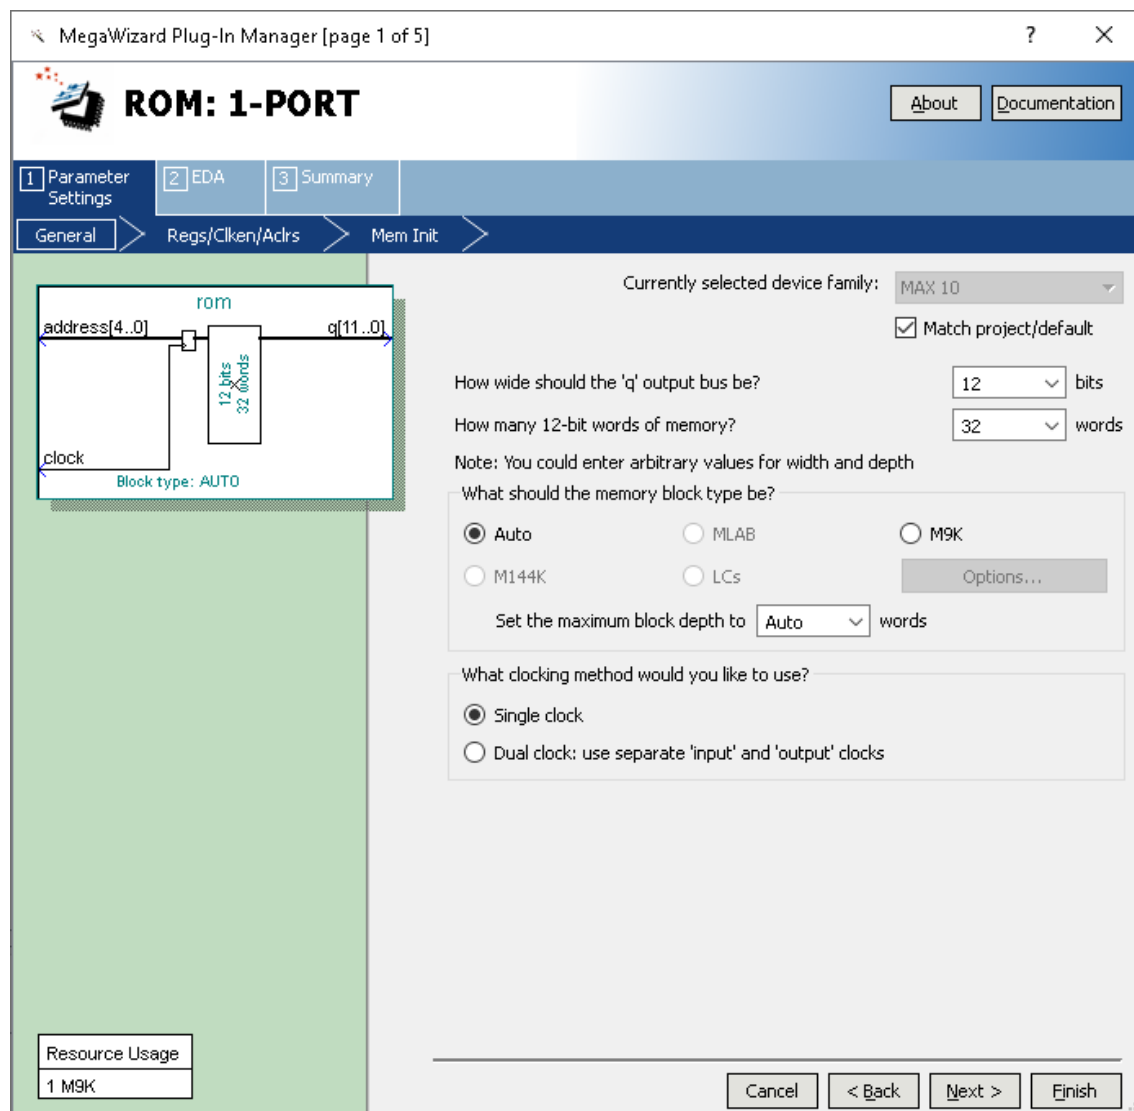 MegaWizard Plug-In Manager [page 1 of 5]
?
ROM: 1-PORT
About
Documentation
1 Parameter Settings
2 EDA
3 Summary
General
Regs/Clken/Aclrs
Mem Init
rom
address[4..0]
q[11..0]
12 bits
32 words
clock
Block type: AUTO
Currently selected device family:
MAX 10
Match project/default
How wide should the 'q' output bus be?
12
bits
How many 12-bit words of memory?
32
words
Note: You could enter arbitrary values for width and depth
What should the memory block type be?
Auto
MLAB
M9K
M144K
LCs
Options...
Set the maximum block depth to
Auto
words
What clocking method would you like to use?
Single clock
Dual clock: use separate 'input' and 'output' clocks
Resource Usage
1 M9K
Cancel
< Back
Next >
Finish